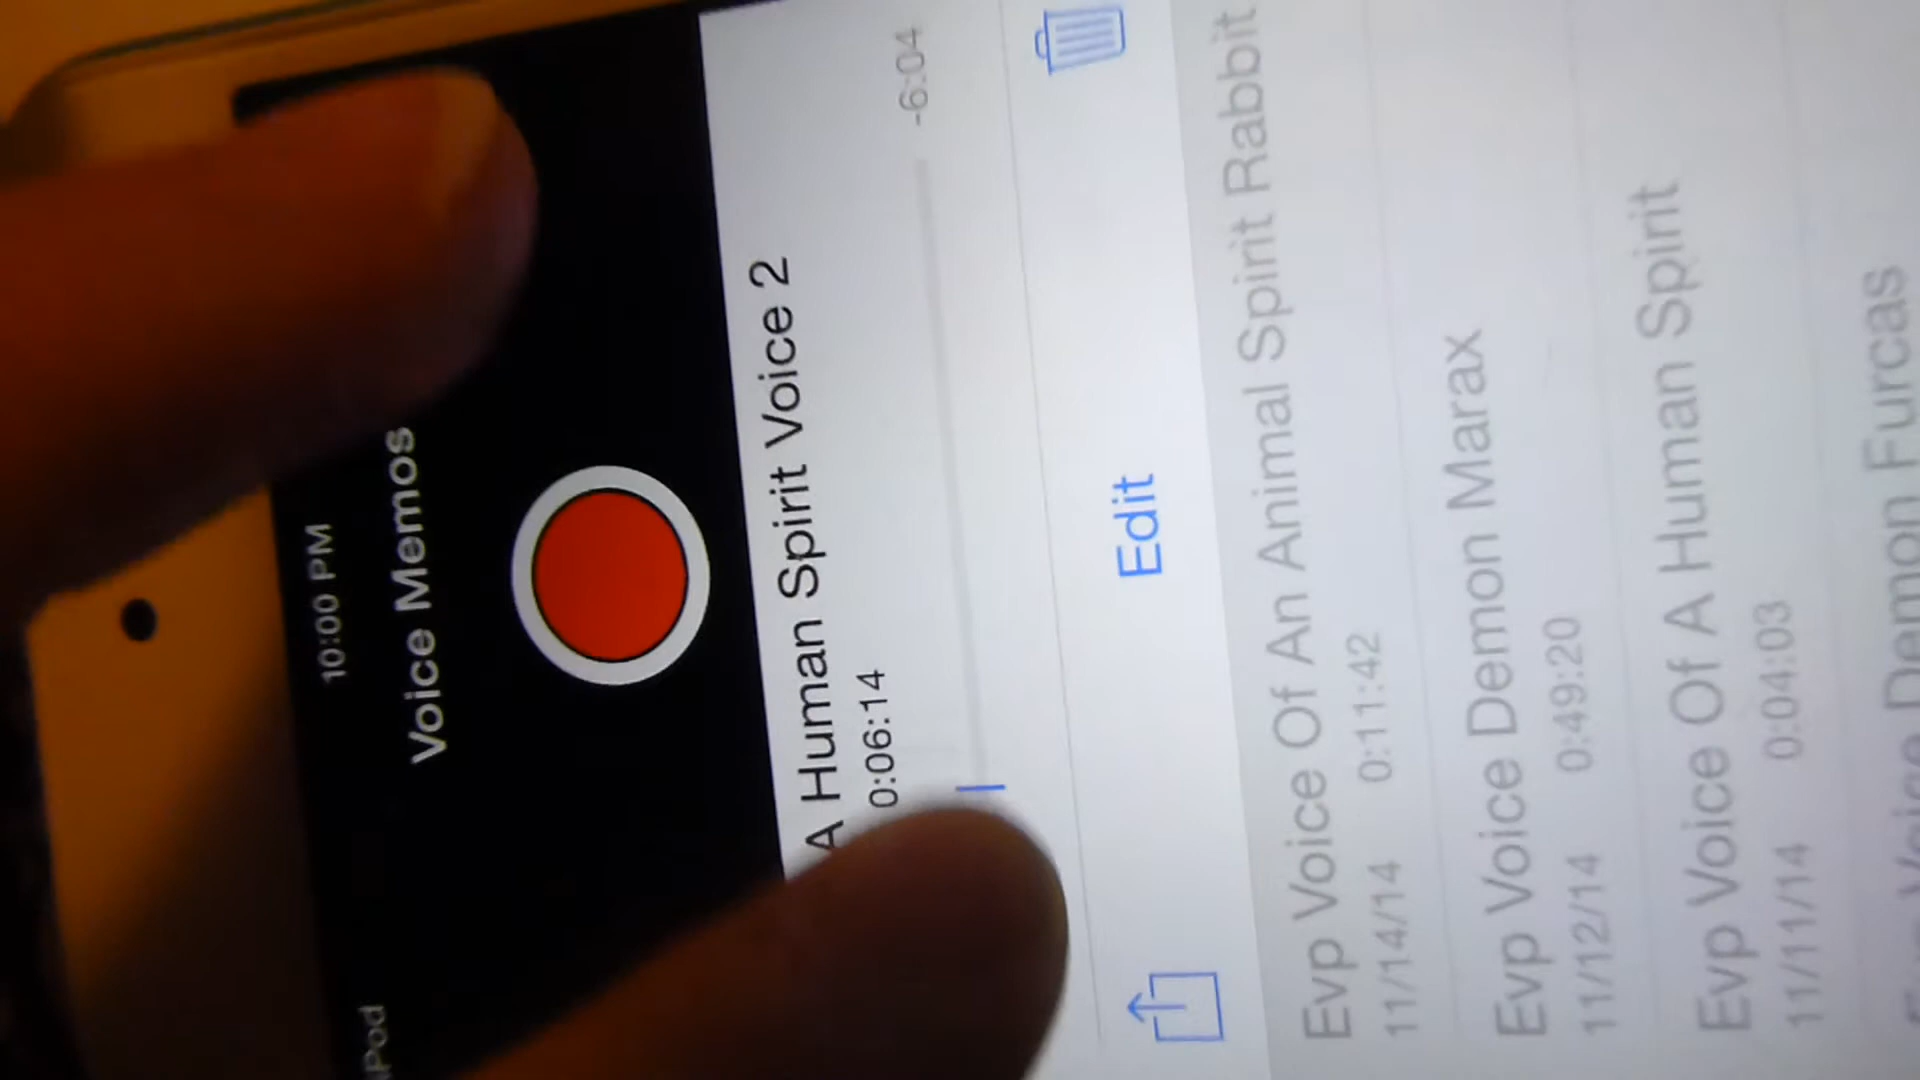 iPod
10:00 PM
Voice Memos
A Human Spirit Voice 2
0:06:14
-6:04
Edit
Evp Voice Of An Animal Spirit Rabbit
11/14/14 0:11:42
Evp Voice Demon Marax
11/12/14 0:49:20
Evp Voice Of A Human Spirit
11/11/14 0:04:03
Evp Voice Demon Furcas